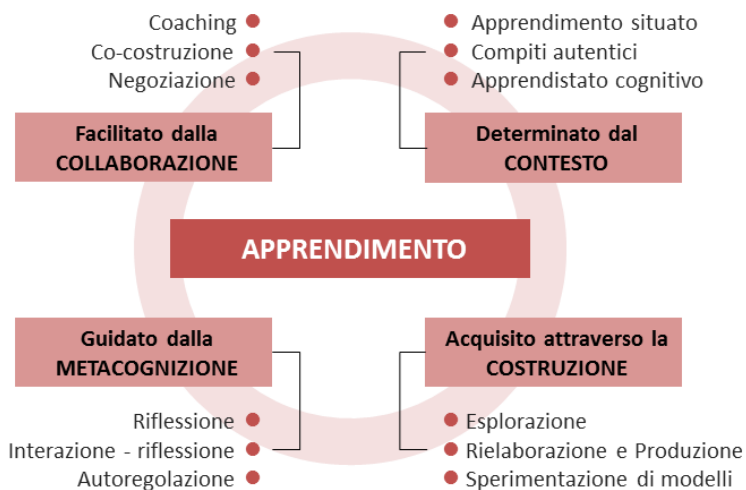 Coaching
Co-costruzione
Negoziazione
Apprendimento situato
Compiti autentici
Apprendistato cognitivo
Facilitato dalla
COLLABORAZIONE
Determinato dal
CONTESTO
APPRENDIMENTO
Guidato dalla
METACOGNIZIONE
Acquisito attraverso la
COSTRUZIONE
Riflessione
Interazione - riflessione
Autoregolazione
Esplorazione
Rielaborazione e Produzione
Sperimentazione di modelli